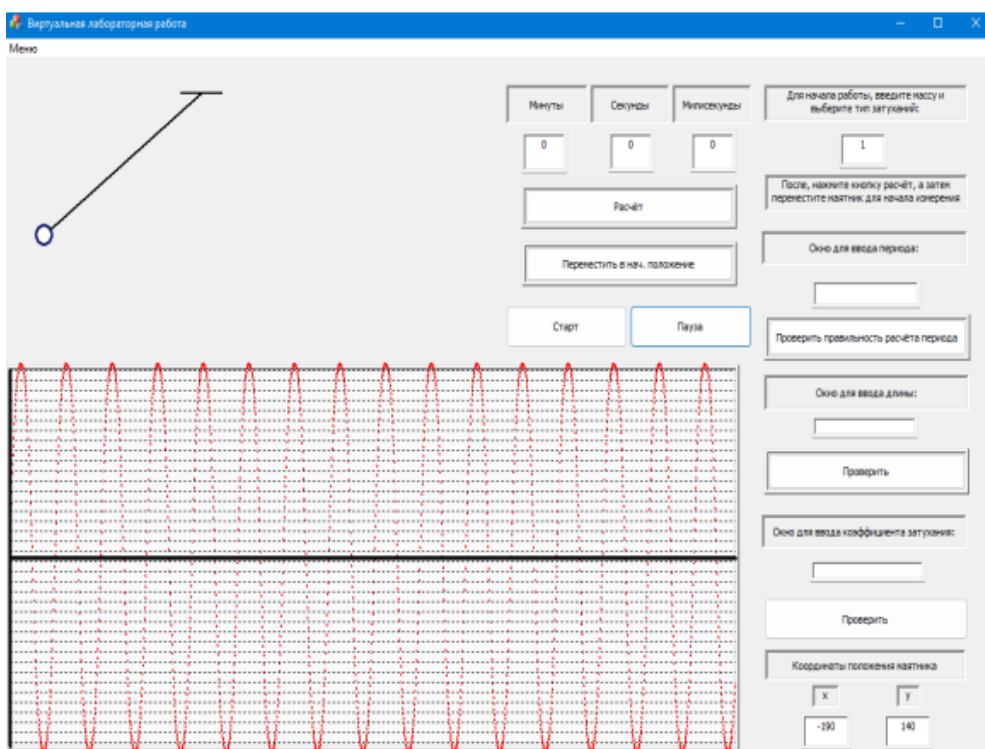 Виртуальная лабораторная работа
Меню
Минуты
Секунды
Милисекунды
0
0
0
Расчёт
Переместить в нач. положение
Старт
Пауза
Для начала работы, введите массу и
выберите тип затуханий:
1
После, нажмите кнопку расчёт, а затем
переместите маятник для начала измерения
Окно для ввода периода:
Проверить правильность расчёта периода
Окно для ввода длины:
Проверить
Окно для ввода коэффициента затухания:
Проверить
Координаты положения маятника
x
y
-190
140